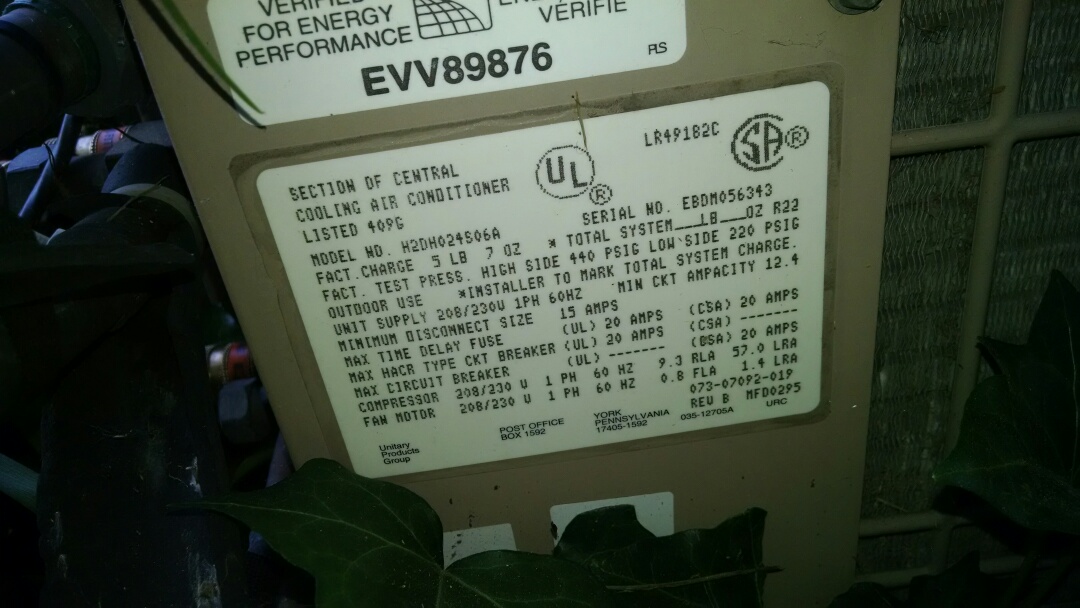 VERIFIED
FOR ENERGY
PERFORMANCE
VÉRIFIÉ
EVV89876
SECTION OF CENTRAL
COOLING AIR CONDITIONER
LISTED 409G
UL
LR49182C
SA
MODEL NO. H2DH024S06A SERIAL NO. EBDM056343
FACT.CHARGE 5 LB 7 OZ * TOTAL SYSTEM___LB___OZ R22
FACT. TEST PRESS. HIGH SIDE 440 PSIG LOW SIDE 220 PSIG
OUTDOOR USE *INSTALLER TO MARK TOTAL SYSTEM CHARGE.
UNIT SUPPLY 208/230V 1PH 60HZ MIN CKT AMPACITY 12.4
MINIMUM DISCONNECT SIZE 15 AMPS
MAX TIME DELAY FUSE (UL) 20 AMPS (CSA) 20 AMPS
MAX HACR TYPE CKT BREAKER (UL) 20 AMPS (CSA) -------
MAX CIRCUIT BREAKER (UL) ------- (CSA) 20 AMPS
COMPRESSOR 208/230 V 1 PH 60 HZ 9.3 RLA 57.0 LRA
FAN MOTOR 208/230 V 1 PH 60 HZ 0.8 FLA 1.4 LRA
073-07092-019
REV B MFD0295
Unitary
Products
Group
POST OFFICE
BOX 1592
YORK
PENNSYLVANIA
17405-1592
035-12705A
URC